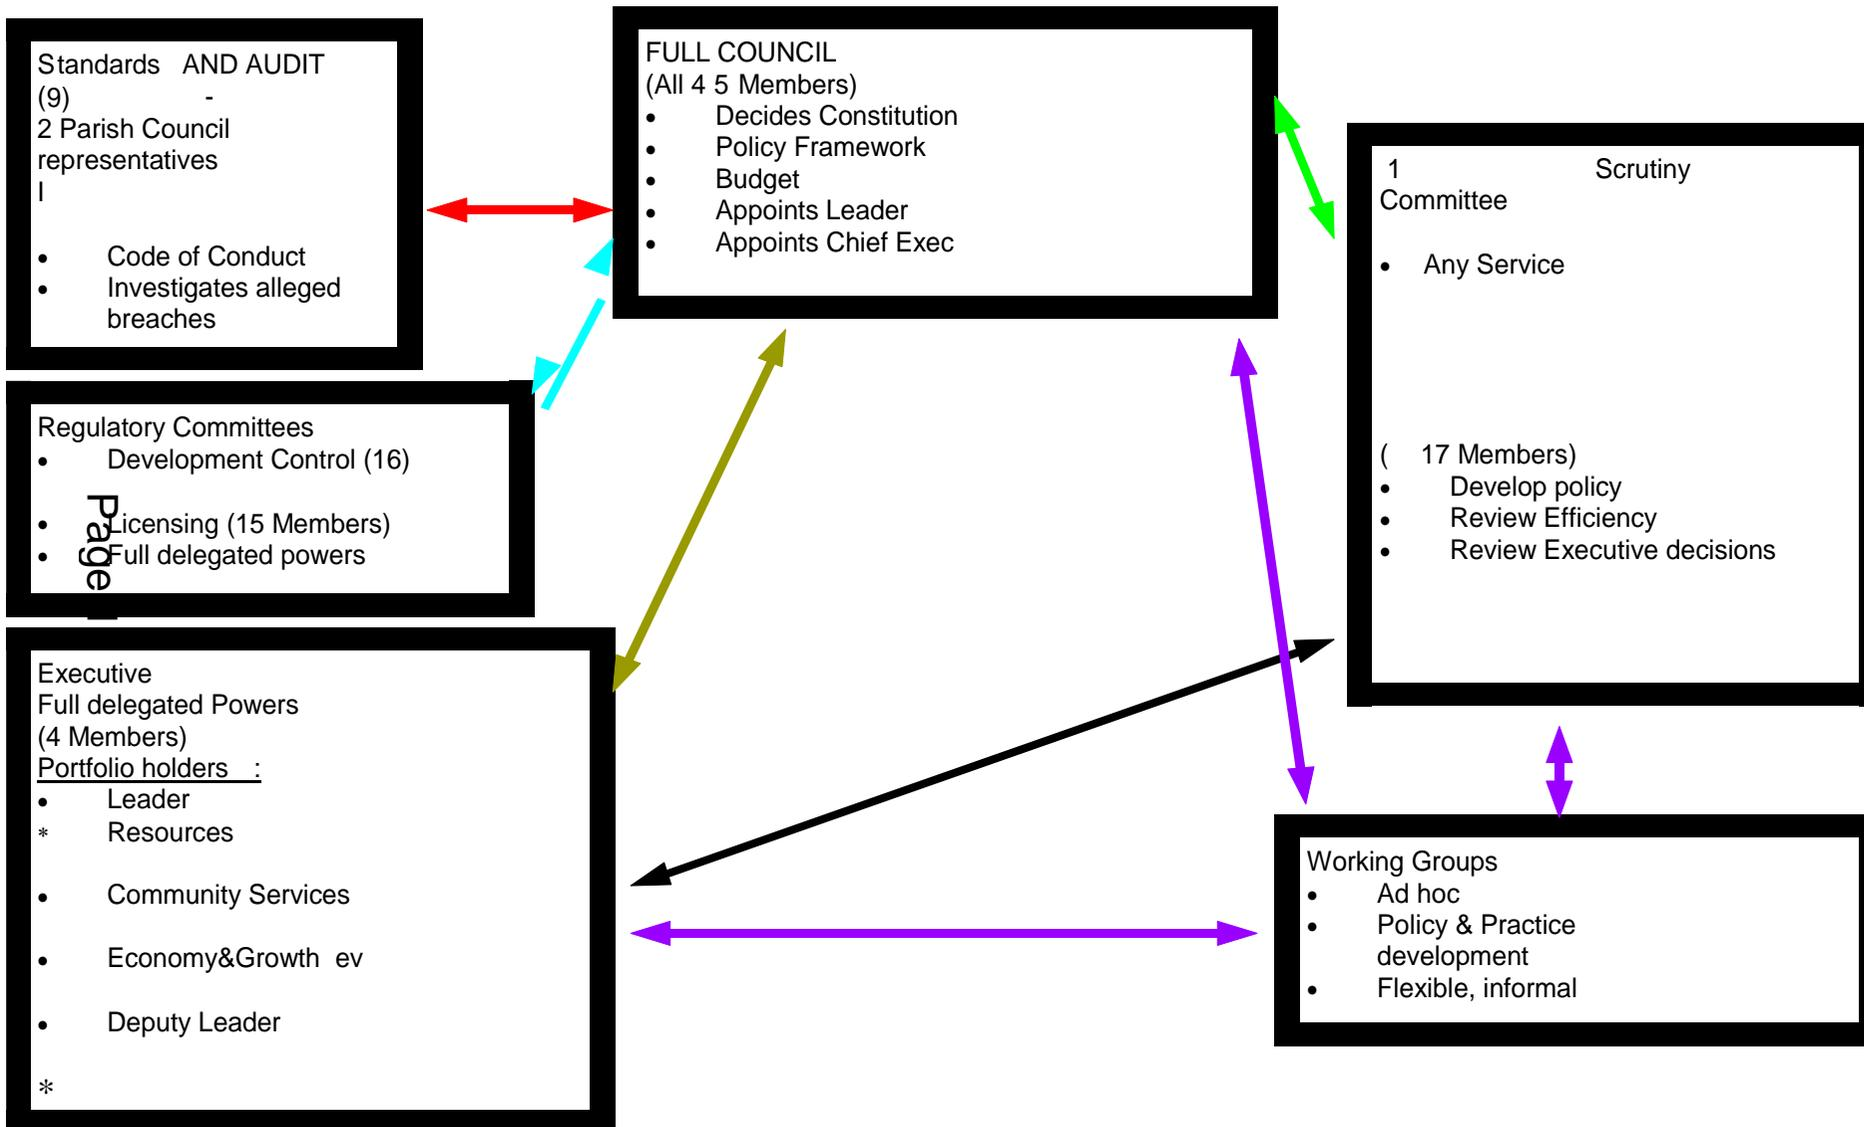 Standards AND AUDIT
(9) -
2 Parish Council
representatives
l
• Code of Conduct
• Investigates alleged
breaches
FULL COUNCIL
(All 4 5 Members)
• Decides Constitution
• Policy Framework
• Budget
• Appoints Leader
• Appoints Chief Exec
1 Scrutiny
Committee
• Any Service
( 17 Members)
• Develop policy
• Review Efficiency
• Review Executive decisions
Regulatory Committees
• Development Control (16)
• Licensing (15 Members)
• Full delegated powers
Page
Executive
Full delegated Powers
(4 Members)
Portfolio holders :
• Leader
* Resources
• Community Services
• Economy&Growth ev
• Deputy Leader
*
Working Groups
• Ad hoc
• Policy & Practice
development
• Flexible, informal